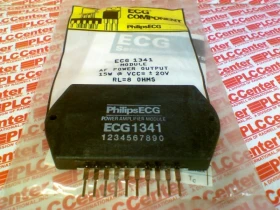 ECG
COMPONENT
ECG 1341
MODULE
AF POWER OUTPUT
15W @ VCC= ± 20V
RL=8 OHMS
PhilipsECG
POWER AMPLIFIER MODULE
ECG1341
1234567890